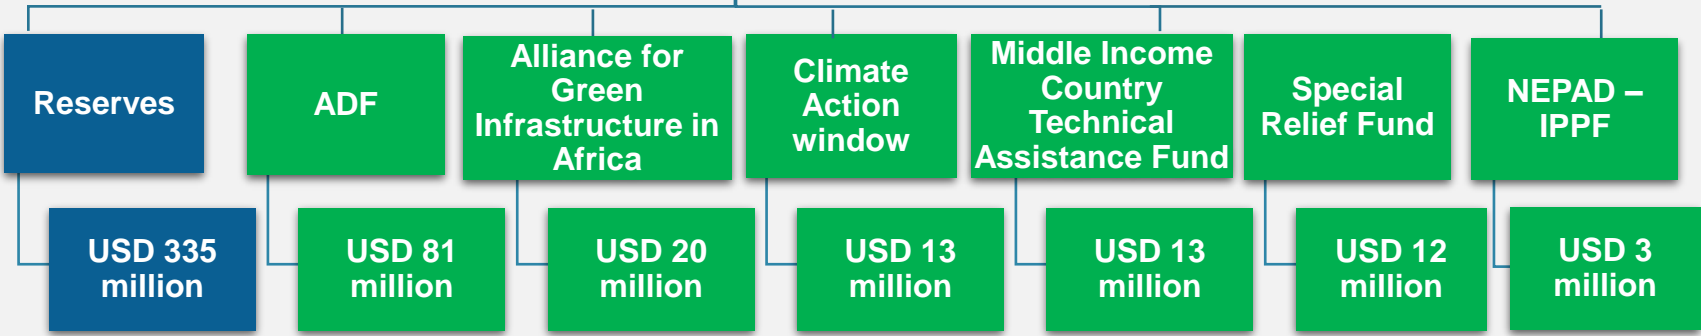 Reserves
ADF
Alliance for
Green
Infrastructure in
Africa
Climate
Action
window
Middle Income
Country
Technical
Assistance Fund
Special
Relief Fund
NEPAD –
IPPF
USD 335
million
USD 81
million
USD 20
million
USD 13
million
USD 13
million
USD 12
million
USD 3
million